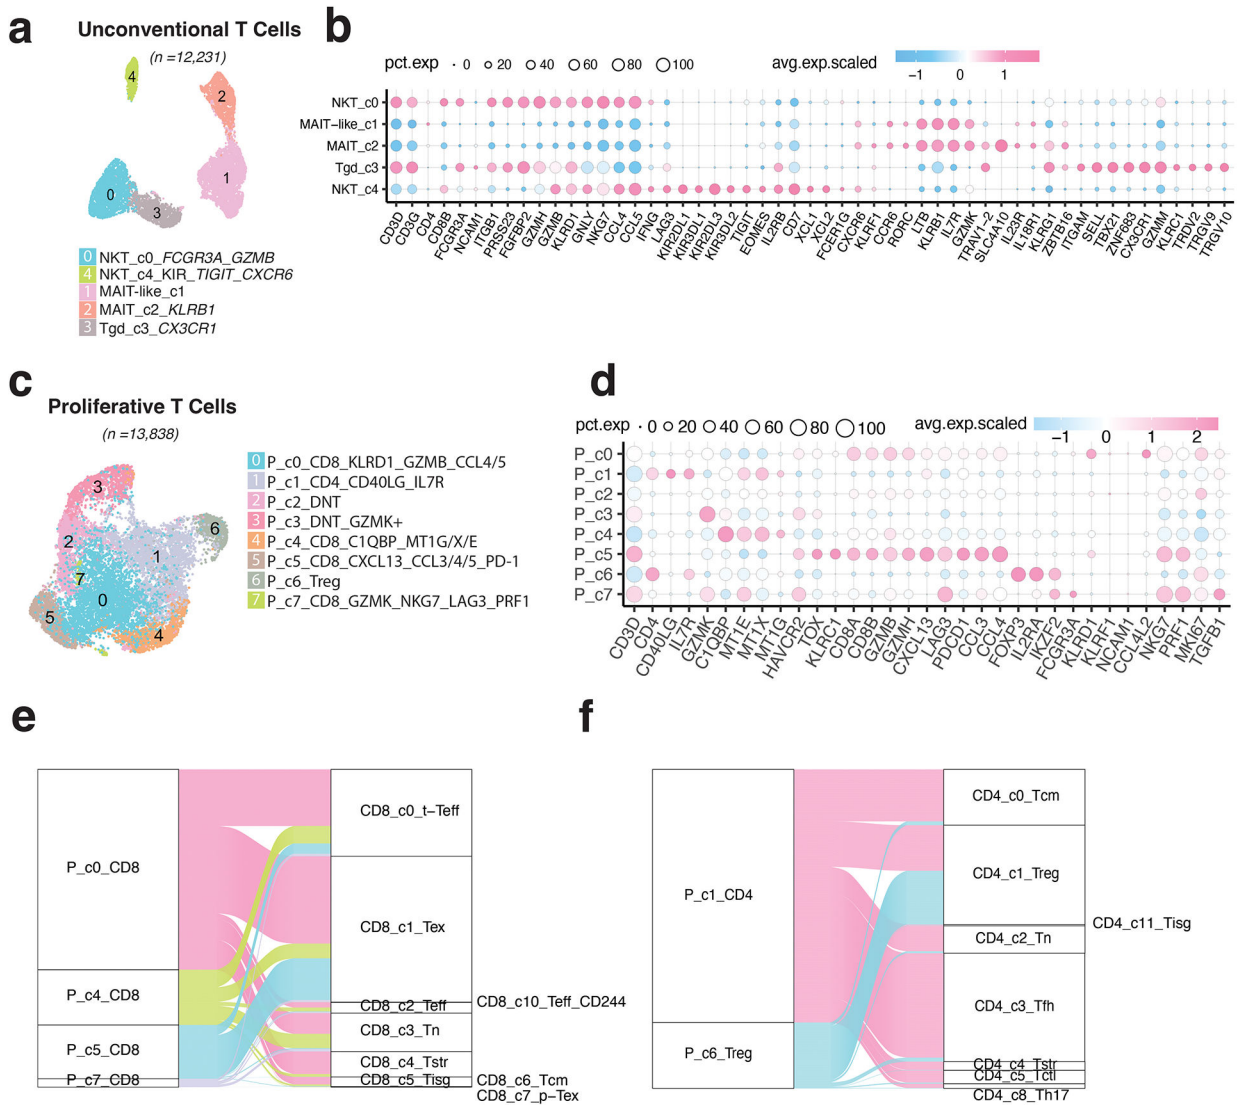 a
Unconventional T Cells
(n =12,231)
4
2
1
0
3
0 NKT_c0_FCGR3A_GZMB
4 NKT_c4_KIR_TIGIT_CXCR6
1 MAIT-like_c1
2 MAIT_c2_KLRB1
3 Tgd_c3_CX3CR1
b
pct.exp 0 20 40 60 80 100 avg.exp.scaled −1 0 1
NKT_c0
MAIT−like_c1
MAIT_c2
Tgd_c3
NKT_c4
CD3D CD3G CD4 CD8B FCGR3A NCAM1 ITGB1 PRSS23 FGFBP2 GZMH GZMB KLRD1 GNLY NKG7 CCL4 CCL5 IFNG LAG3 KIR2DL1 KIR3DL1 KIR2DL3 KIR3DL2 TIGIT EOMES IL2RB CD7 XCL1 XCL2 FCER1G CXCR6 KLRF1 CCR6 RORC LTB KLRB1 IL7R GZMK TRAV1−2 SLC4A10 IL23R IL18R1 KLRG1 ZBTB16 ITGAM SELL TBX21 ZNF683 CX3CR1 GZMM KLRC1 TRDV2 TRGV9 TRGV10
c
Proliferative T Cells
(n =13,838)
3
6
2
1
7
0
5
4
0 P_c0_CD8_KLRD1_GZMB_CCL4/5
1 P_c1_CD4_CD40LG_IL7R
2 P_c2_DNT
3 P_c3_DNT_GZMK+
4 P_c4_CD8_C1QBP_MT1G/X/E
5 P_c5_CD8_CXCL13_CCL3/4/5_PD-1
6 P_c6_Treg
7 P_c7_CD8_GZMK_NKG7_LAG3_PRF1
d
pct.exp 0 20 40 60 80 100 avg.exp.scaled −1 0 1 2
P_c0
P_c1
P_c2
P_c3
P_c4
P_c5
P_c6
P_c7
CD3D CD4 CD40LG IL7R GZMK C1QBP MT1E MT1X MT1G HAVCR2 TOX KLRC1 CD8A CD8B GZMB GZMH CXCL13 LAG3 PDCD1 CCL3 CCL4 FOXP3 IL2RA IKZF2 FCGR3A KLRD1 KLRF1 NCAM1 CCL4L2 NKG7 PRF1 MKI67 TGFB1
e
P_c0_CD8
P_c4_CD8
P_c5_CD8
P_c7_CD8
CD8_c0_t−Teff
CD8_c1_Tex
CD8_c2_Teff
CD8_c10_Teff_CD244
CD8_c3_Tn
CD8_c4_Tstr
CD8_c5_Tisg
CD8_c6_Tcm
CD8_c7_p−Tex
f
P_c1_CD4
P_c6_Treg
CD4_c0_Tcm
CD4_c1_Treg
CD4_c11_Tisg
CD4_c2_Tn
CD4_c3_Tfh
CD4_c4_Tstr
CD4_c5_Tctl
CD4_c8_Th17